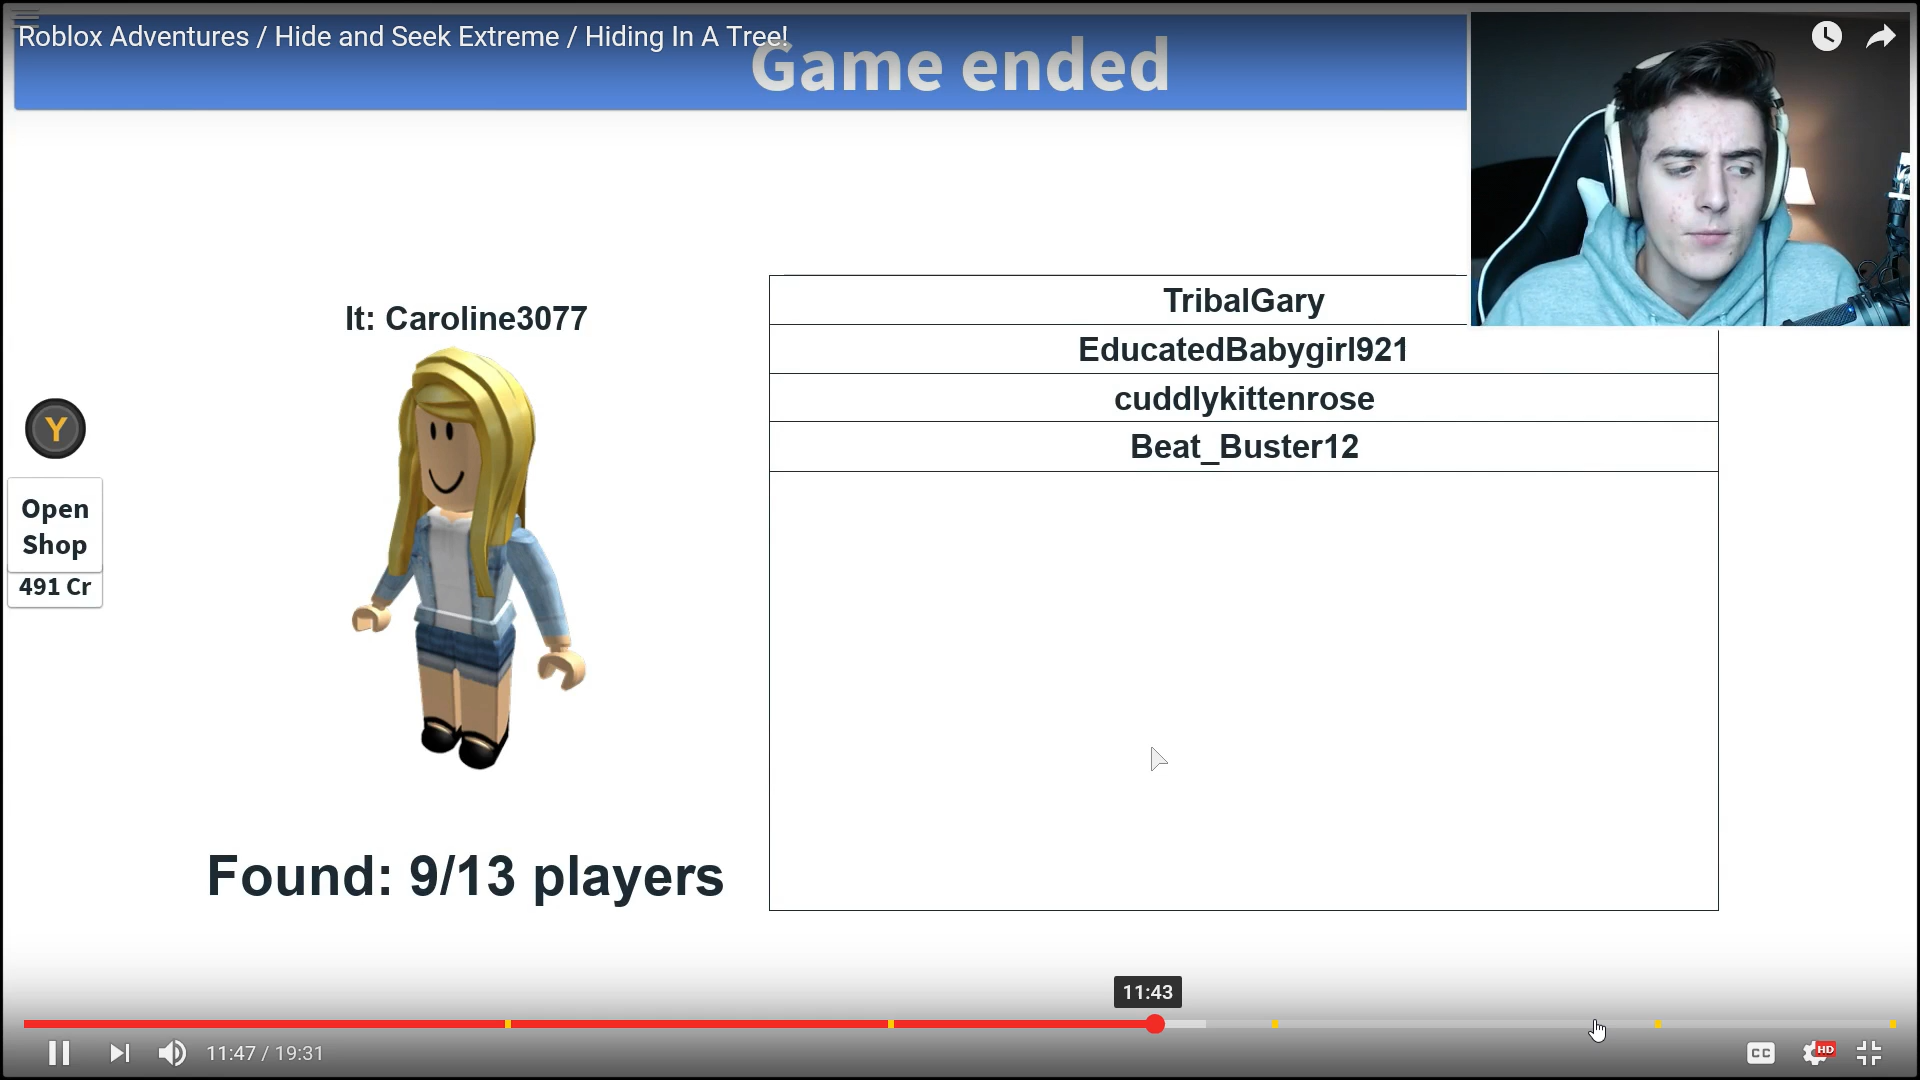 Roblox Adventures / Hide and Seek Extreme / Hiding In A Tree!
Game ended
It: Caroline3077
TribalGary
EducatedBabygirl921
cuddlykittenrose
Beat_Buster12
Y
Open
Shop
491 Cr
Found: 9/13 players
11:43
11:47 / 19:31
CC
HD